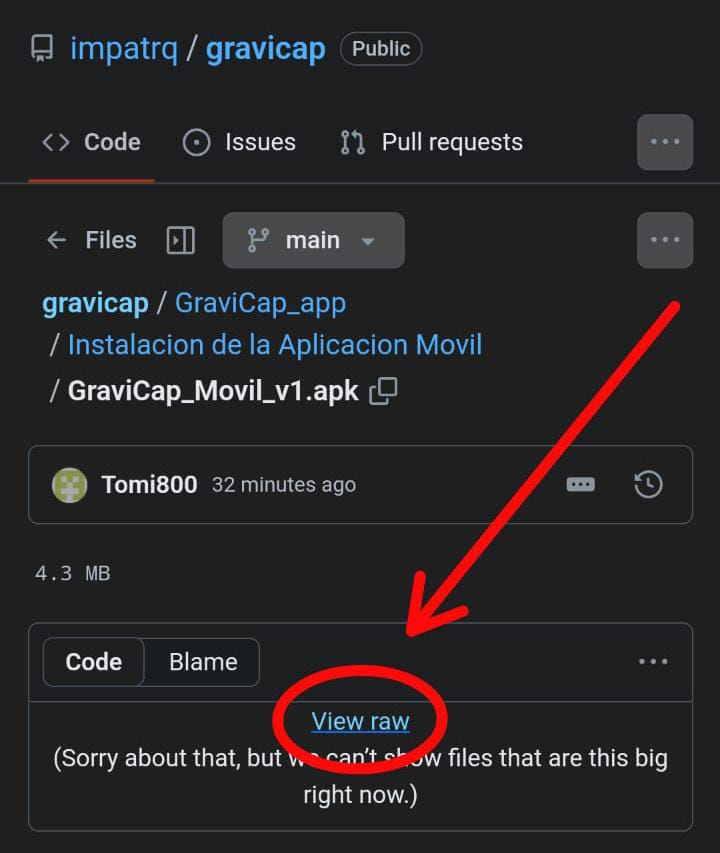 impatrq / gravicap Public
Code Issues Pull requests
Files main
gravicap / GraviCap_app
/ Instalacion de la Aplicacion Movil
/ GraviCap_Movil_v1.apk
Tomi800 32 minutes ago
4.3 MB
Code Blame
View raw
(Sorry about that, but we can't show files that are this big
right now.)